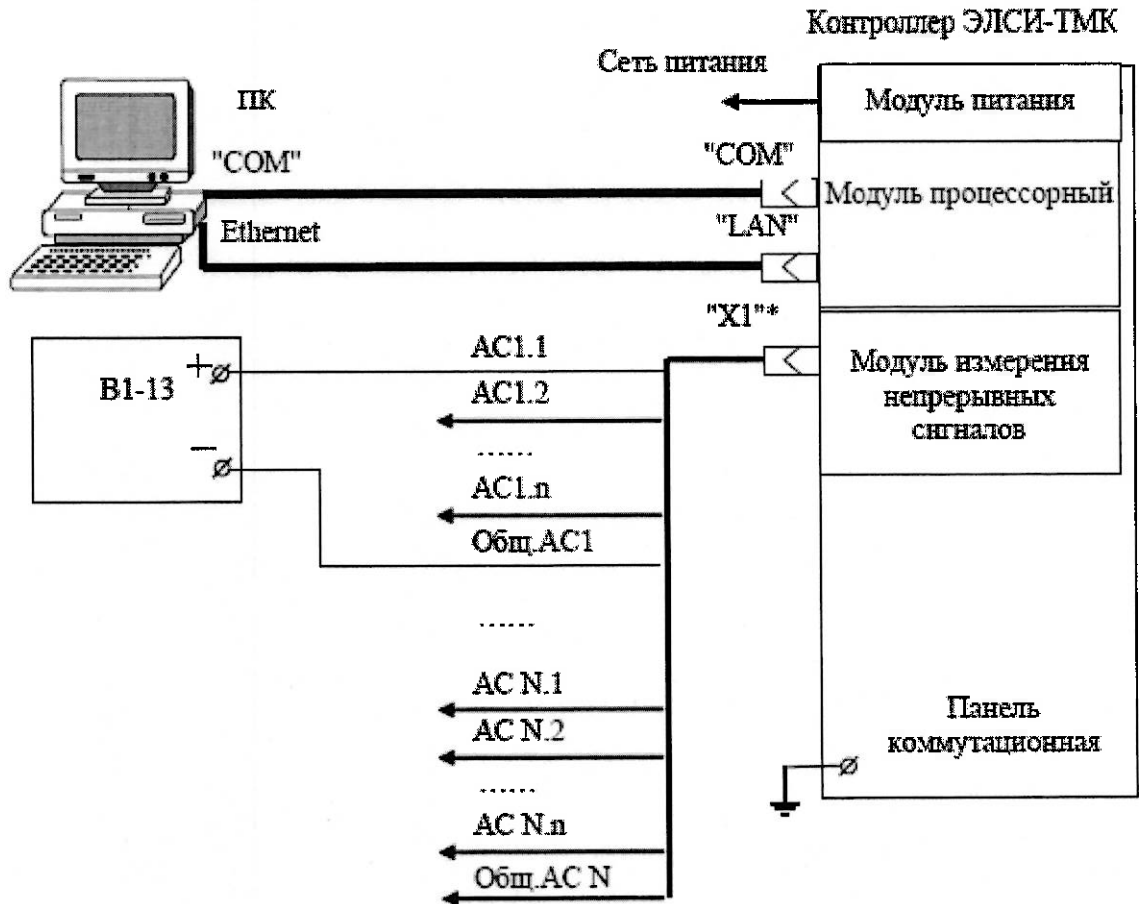 Контроллер ЭЛСИ-ТМК
Сеть питания
Модуль питания
ПК
"COM"
"COM"
Модуль процессорный
Ethernet
"LAN"
"X1"*
Модуль измерения
непрерывных
сигналов
В1-13
+
−
AC1.1
AC1.2
......
AC1.n
Общ.AC1
......
AC N.1
AC N.2
......
AC N.n
Общ.AC N
Панель
коммутационная